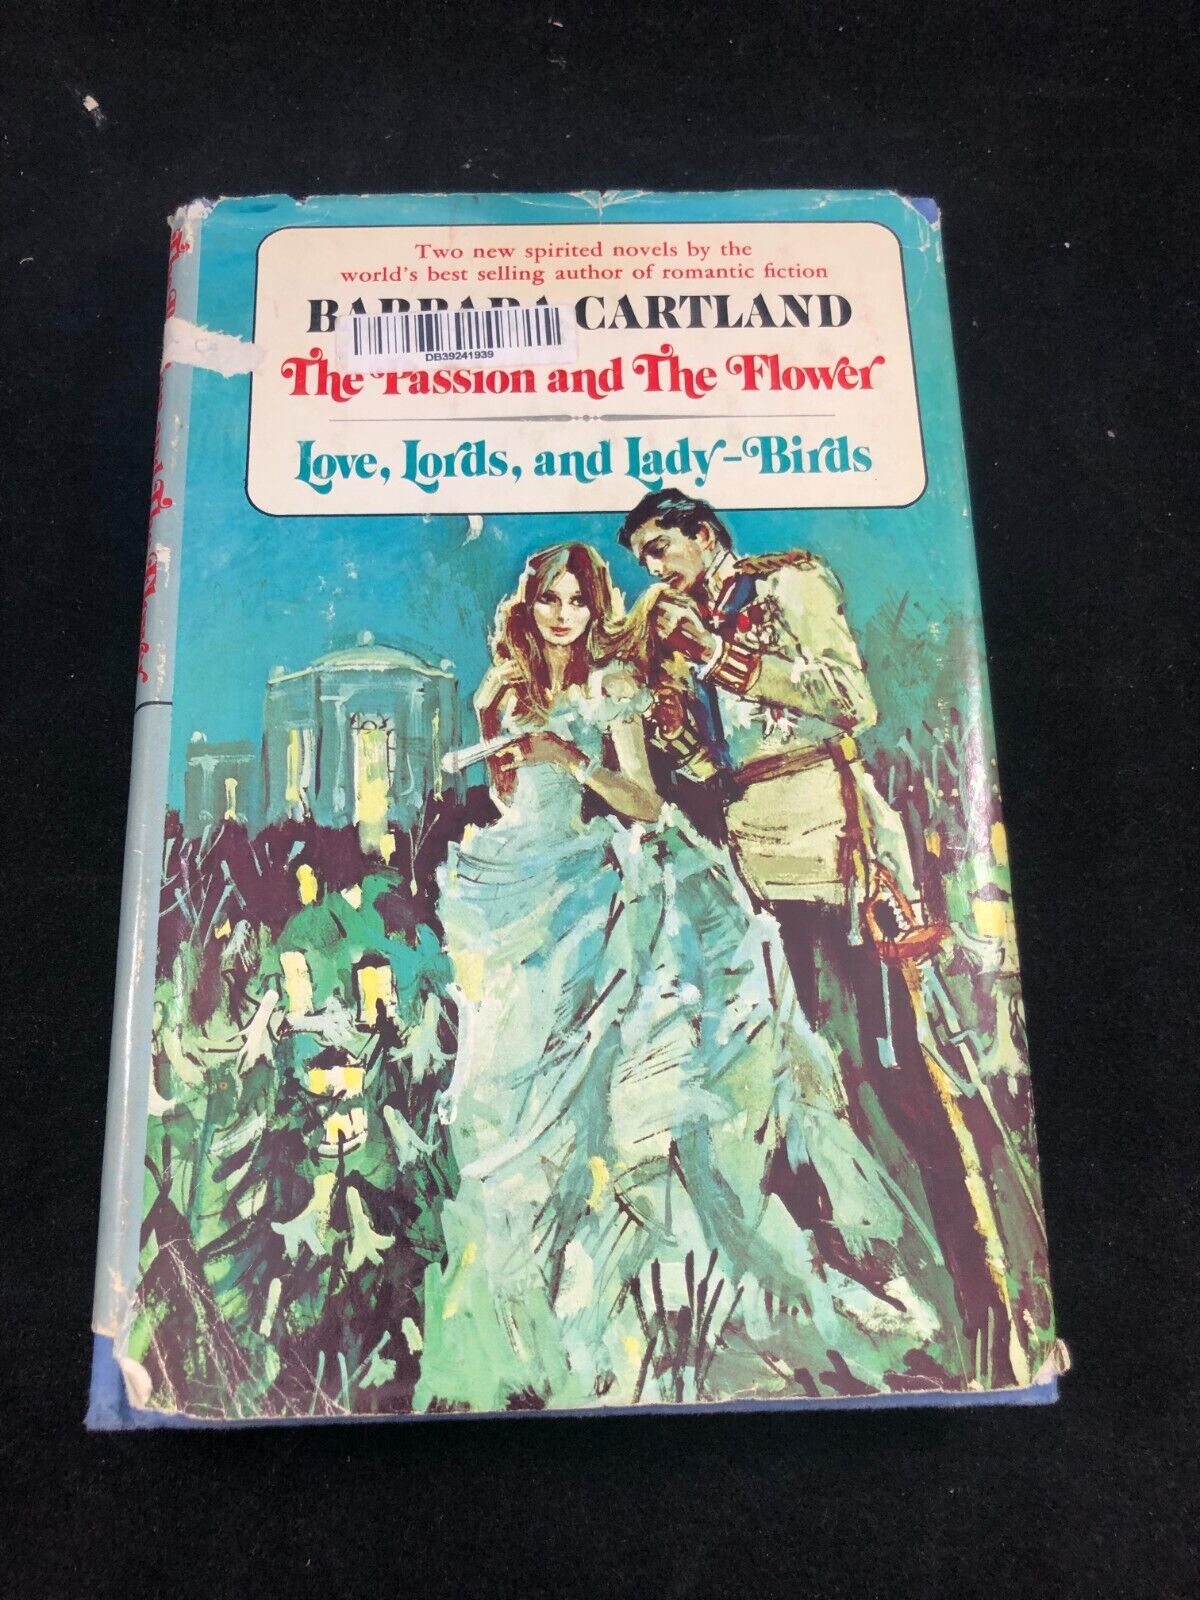 Two new spirited novels by the
world's best selling author of romantic fiction
BARBARA CARTLAND
DB39241939
The Passion and The Flower
Love, Lords, and Lady-Birds